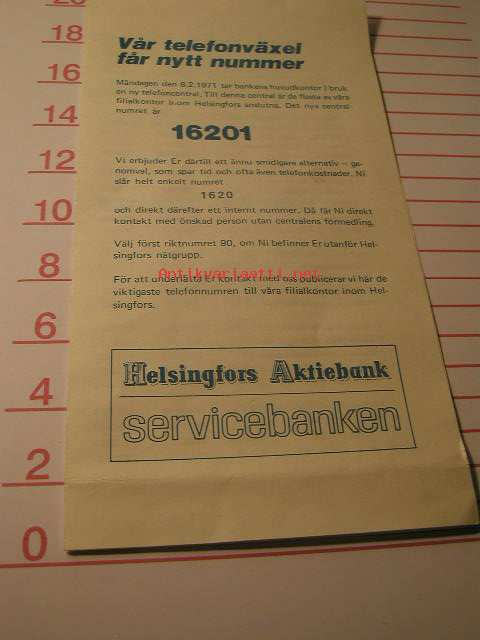 20
18
16
14
12
10
8
6
4
2
0
Vår telefonväxel
får nytt nummer
Måndagen den 8.2.1971 tar bankens huvudkontor i bruk
en ny telefoncentral. Till denna central är de flesta av våra
filialkontor inom Helsingfors anslutna. Det nya central-
numret är
16201
Vi erbjuder Er därtill ett ännu smidigare alternativ – ge-
nomval, som spar tid och ofta även telefonkostnader. Ni
slår helt enkelt numret
1620
och direkt därefter ett internt nummer. Då får Ni direkt
kontakt med önskad person utan centralens förmedling.
Välj först riktnumret 90, om Ni befinner Er utanför Hel-
singfors nätgrupp.
Antikvariaatti.net
För att underlätta Er kontakt med oss publicerar vi här de
viktigaste telefonnumren till våra filialkontor inom Hel-
singfors.
Helsingfors Aktiebank
servicebanken